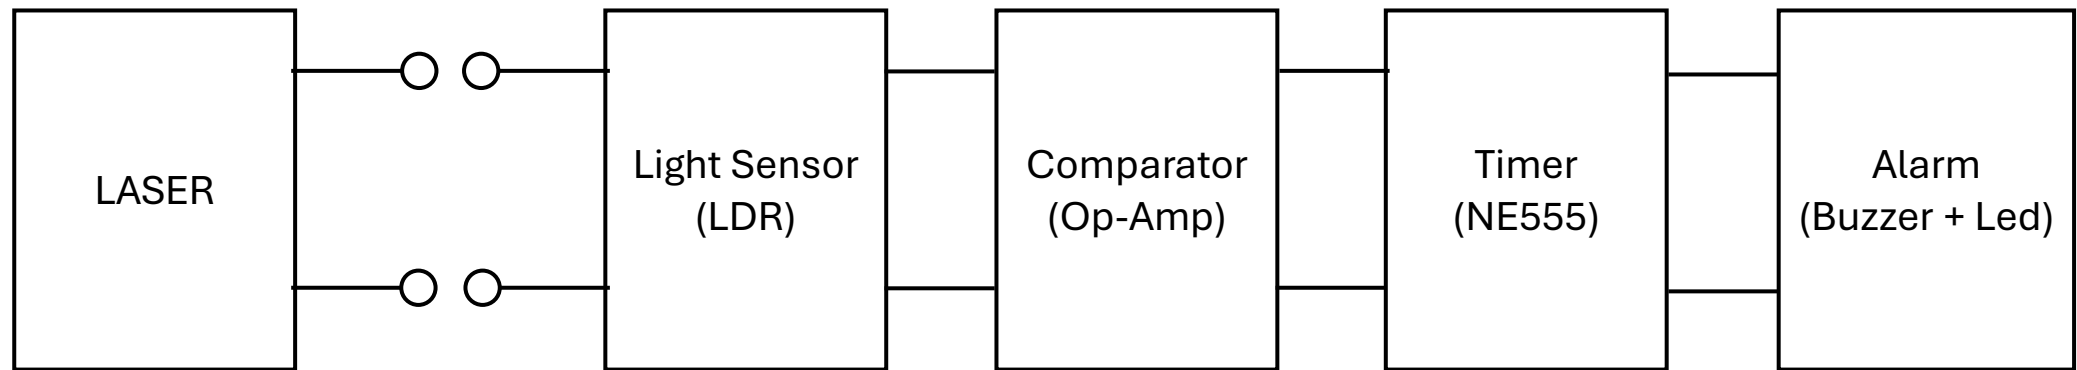 LASER
Light Sensor
(LDR)
Comparator
(Op-Amp)
Timer
(NE555)
Alarm
(Buzzer + Led)